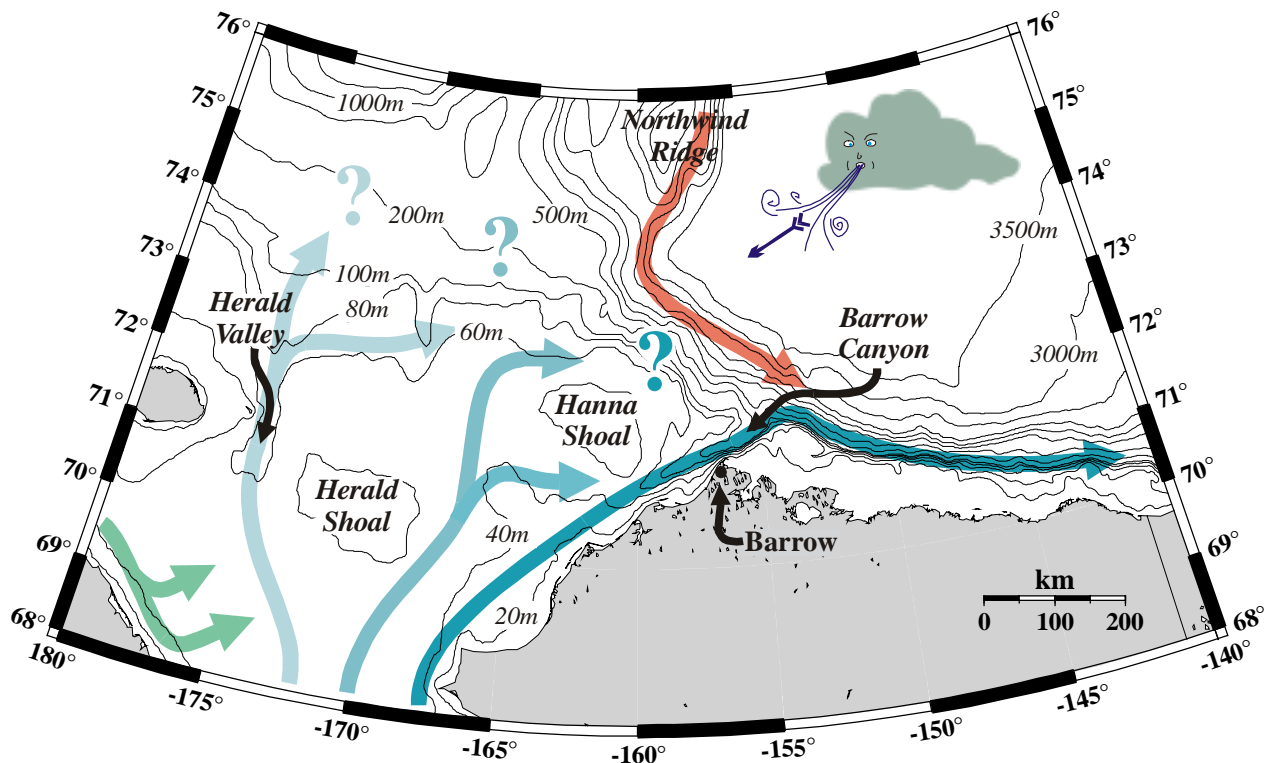 76°
76°
75°
75°
74°
74°
73°
73°
72°
72°
71°
71°
70°
70°
69°
69°
68°
68°
180°
-175°
-170°
-165°
-160°
-155°
-150°
-145°
-140°
1000m
Northwind
Ridge
?
200m
?
500m
3500m
100m
80m
60m
Herald
Valley
?
Barrow
Canyon
3000m
Hanna
Shoal
Herald
Shoal
40m
Barrow
20m
km
0 100 200